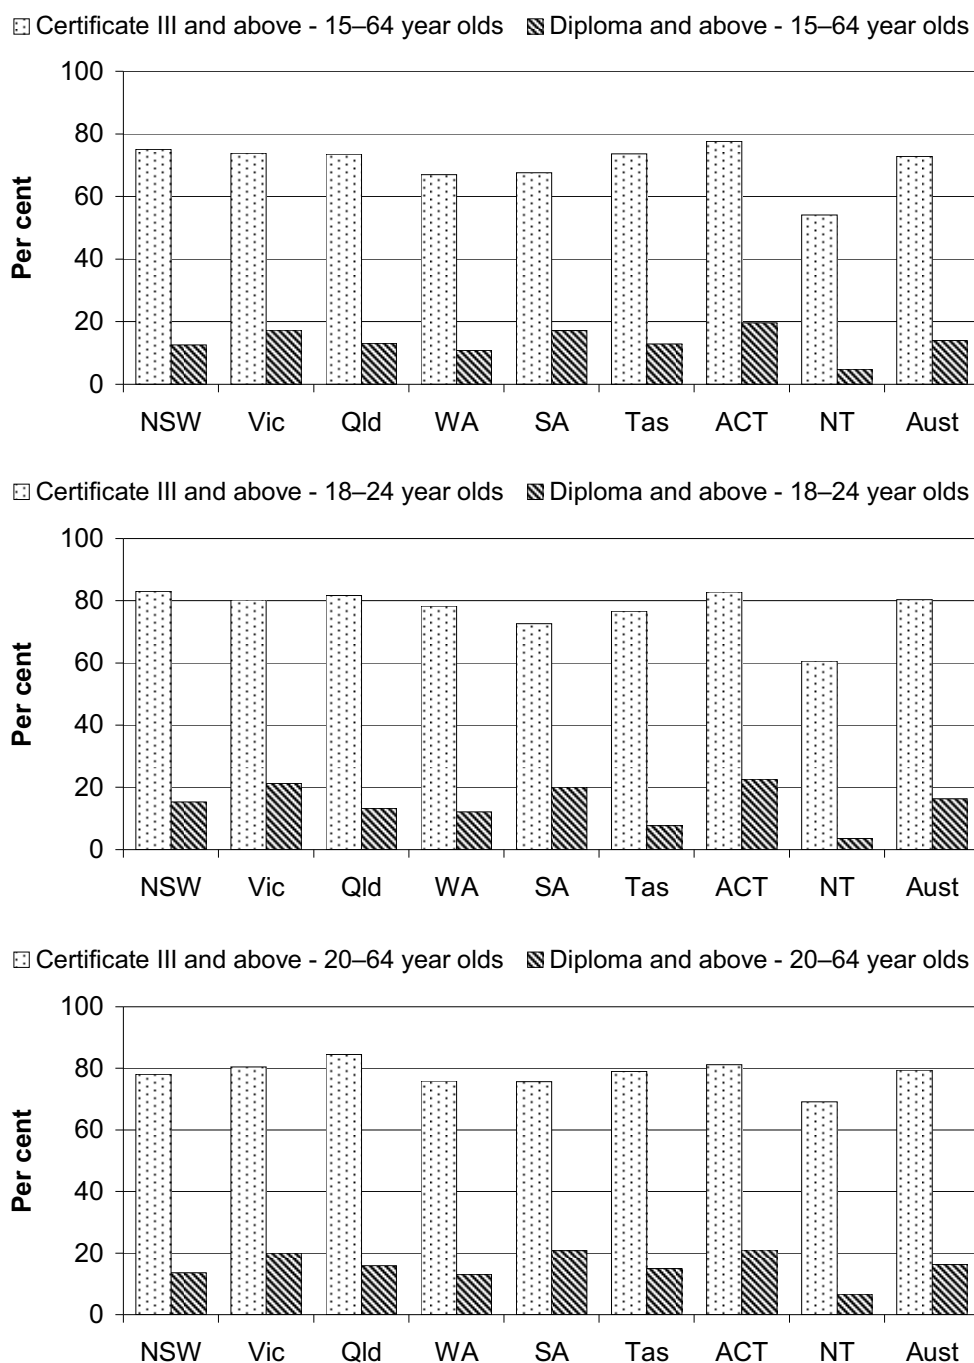 Certificate III and above - 15–64 year olds Diploma and above - 15–64 year olds
100
80
60
40
20
0
Per cent
NSW Vic Qld WA SA Tas ACT NT Aust
Certificate III and above - 18–24 year olds Diploma and above - 18–24 year olds
100
80
60
40
20
0
Per cent
NSW Vic Qld WA SA Tas ACT NT Aust
Certificate III and above - 20–64 year olds Diploma and above - 20–64 year olds
100
80
60
40
20
0
Per cent
NSW Vic Qld WA SA Tas ACT NT Aust